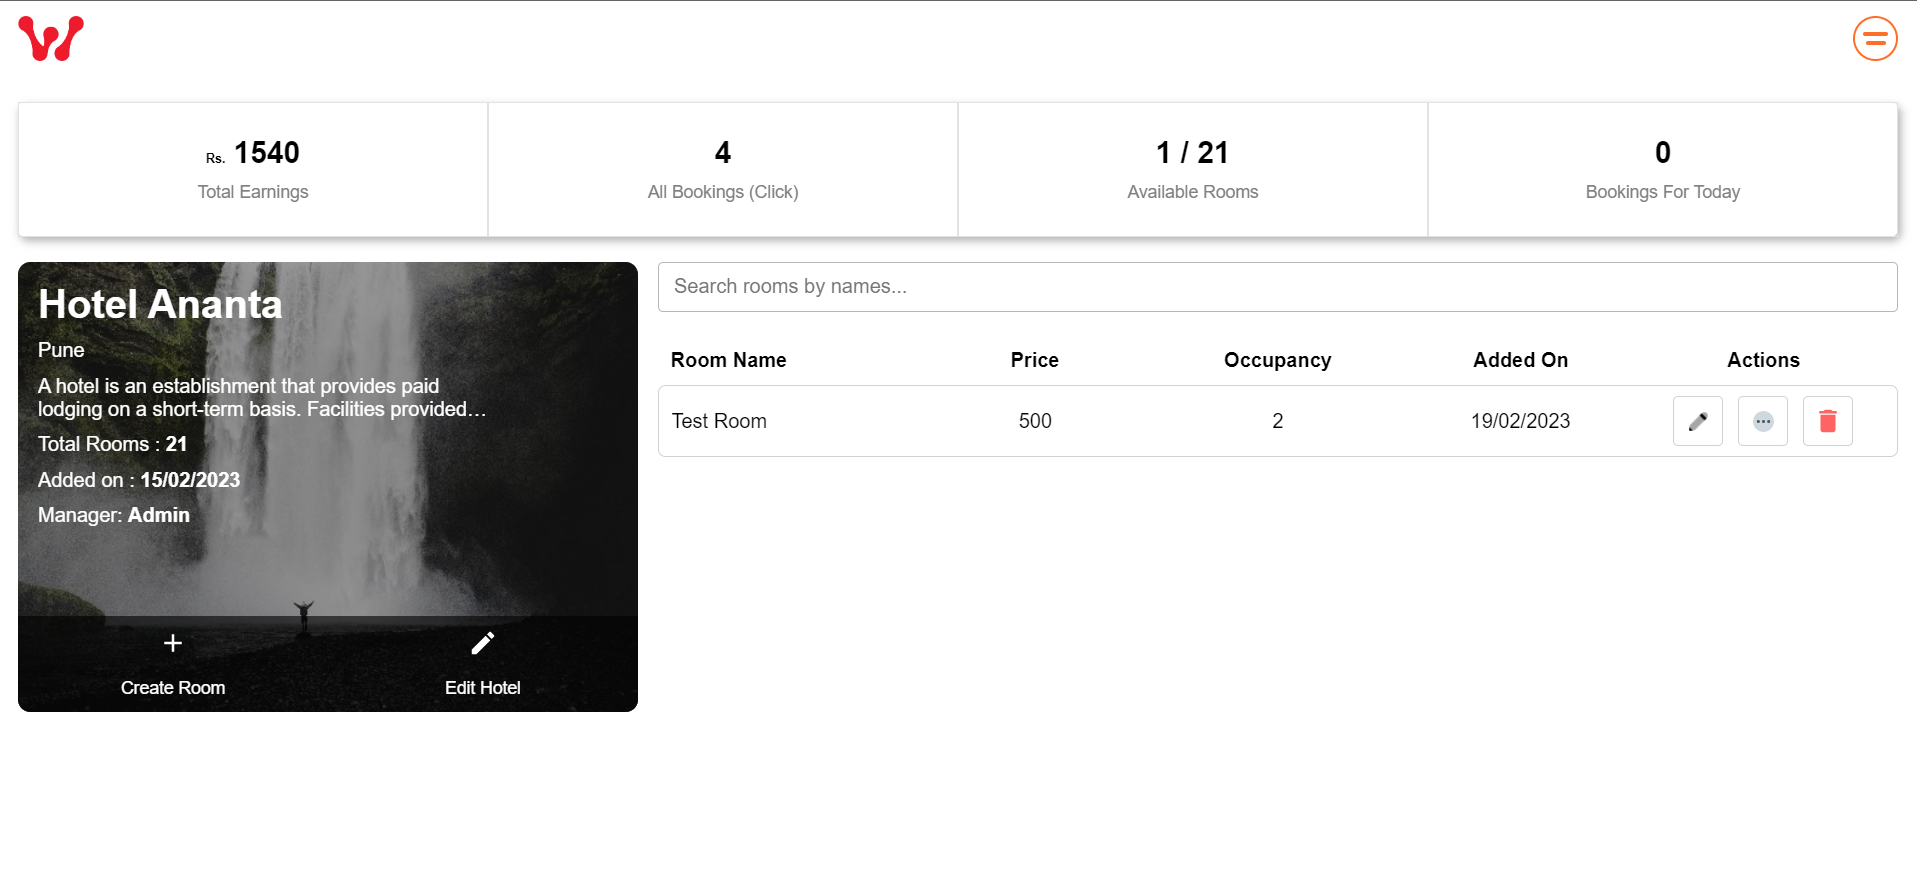 Rs. 1540
Total Earnings
4
All Bookings (Click)
1 / 21
Available Rooms
0
Bookings For Today
Hotel Ananta
Pune
A hotel is an establishment that provides paid
lodging on a short-term basis. Facilities provided...
Total Rooms : 21
Added on : 15/02/2023
Manager: Admin
Create Room
Edit Hotel
Search rooms by names...
Room Name Price Occupancy Added On Actions
Test Room 500 2 19/02/2023